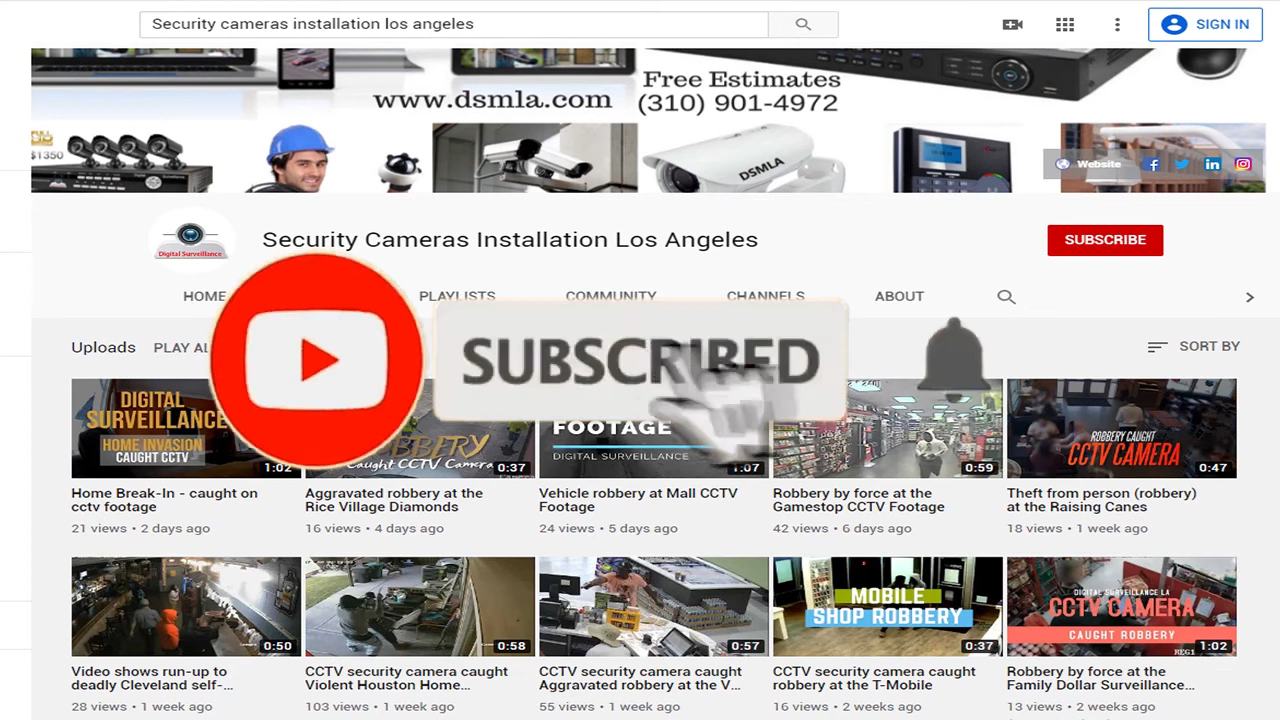 Security cameras installation los angeles
SIGN IN
Free Estimates
www.dsmla.com
(310) 901-4972
$1350
DSMLA
Website
Digital Surveillance
Security Cameras Installation Los Angeles
SUBSCRIBE
HOME
PLAYLISTS
COMMUNITY
CHANNELS
ABOUT
Uploads
PLAY AL
SORT BY
SUBSCRIBED
DIGITAL
SURVEILLANCE
HOME INVASION
CAUGHT CCTV
1:02
ROBBERY
Caught CCTV Camera
0:37
FOOTAGE
DIGITAL SURVEILLANCE
1:07
0:59
ROBBERY CAUGHT
CCTV CAMERA
0:47
Home Break-In - caught on
cctv footage
21 views • 2 days ago
Aggravated robbery at the
Rice Village Diamonds
16 views • 4 days ago
Vehicle robbery at Mall CCTV
Footage
24 views • 5 days ago
Robbery by force at the
Gamestop CCTV Footage
42 views • 6 days ago
Theft from person (robbery)
at the Raising Canes
18 views • 1 week ago
0:50
0:58
0:57
MOBILE
SHOP ROBBERY
0:37
DIGITAL SURVEILLANCE LA
CCTV CAMERA
CAUGHT ROBBERY
REG1
1:02
Video shows run-up to
deadly Cleveland self-...
28 views • 1 week ago
CCTV security camera caught
Violent Houston Home...
103 views • 1 week ago
CCTV security camera caught
Aggravated robbery at the V...
55 views • 1 week ago
CCTV security camera caught
robbery at the T-Mobile
16 views • 2 weeks ago
Robbery by force at the
Family Dollar Surveillance...
13 views • 2 weeks ago